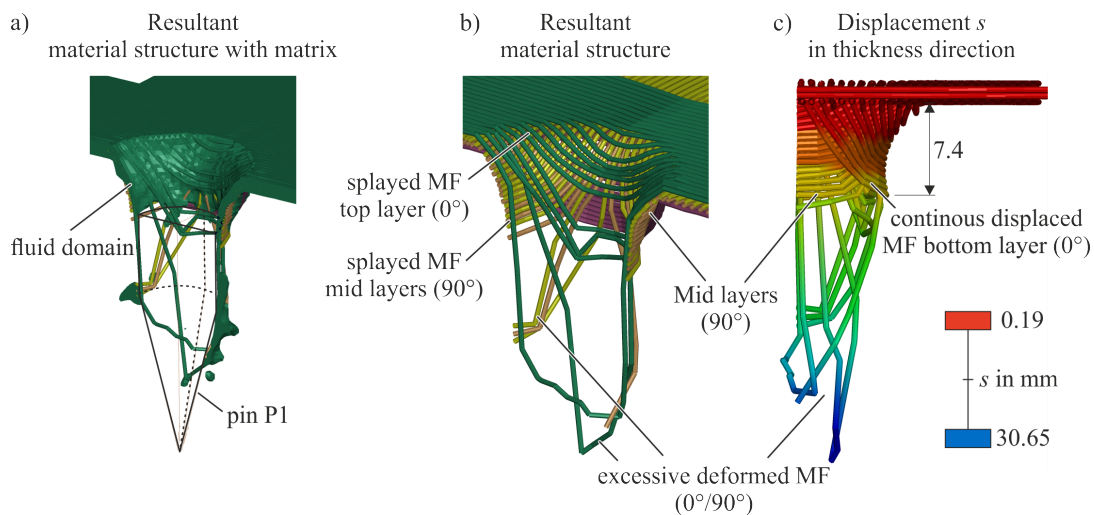 a)
Resultant
material structure with matrix
fluid domain
pin P1
b)
Resultant
material structure
splayed MF
top layer (0°)
splayed MF
mid layers (90°)
Mid layers
(90°)
excessive deformed MF
(0°/90°)
c)
Displacement s
in thickness direction
7.4
continous displaced
MF bottom layer (0°)
0.19
s in mm
30.65